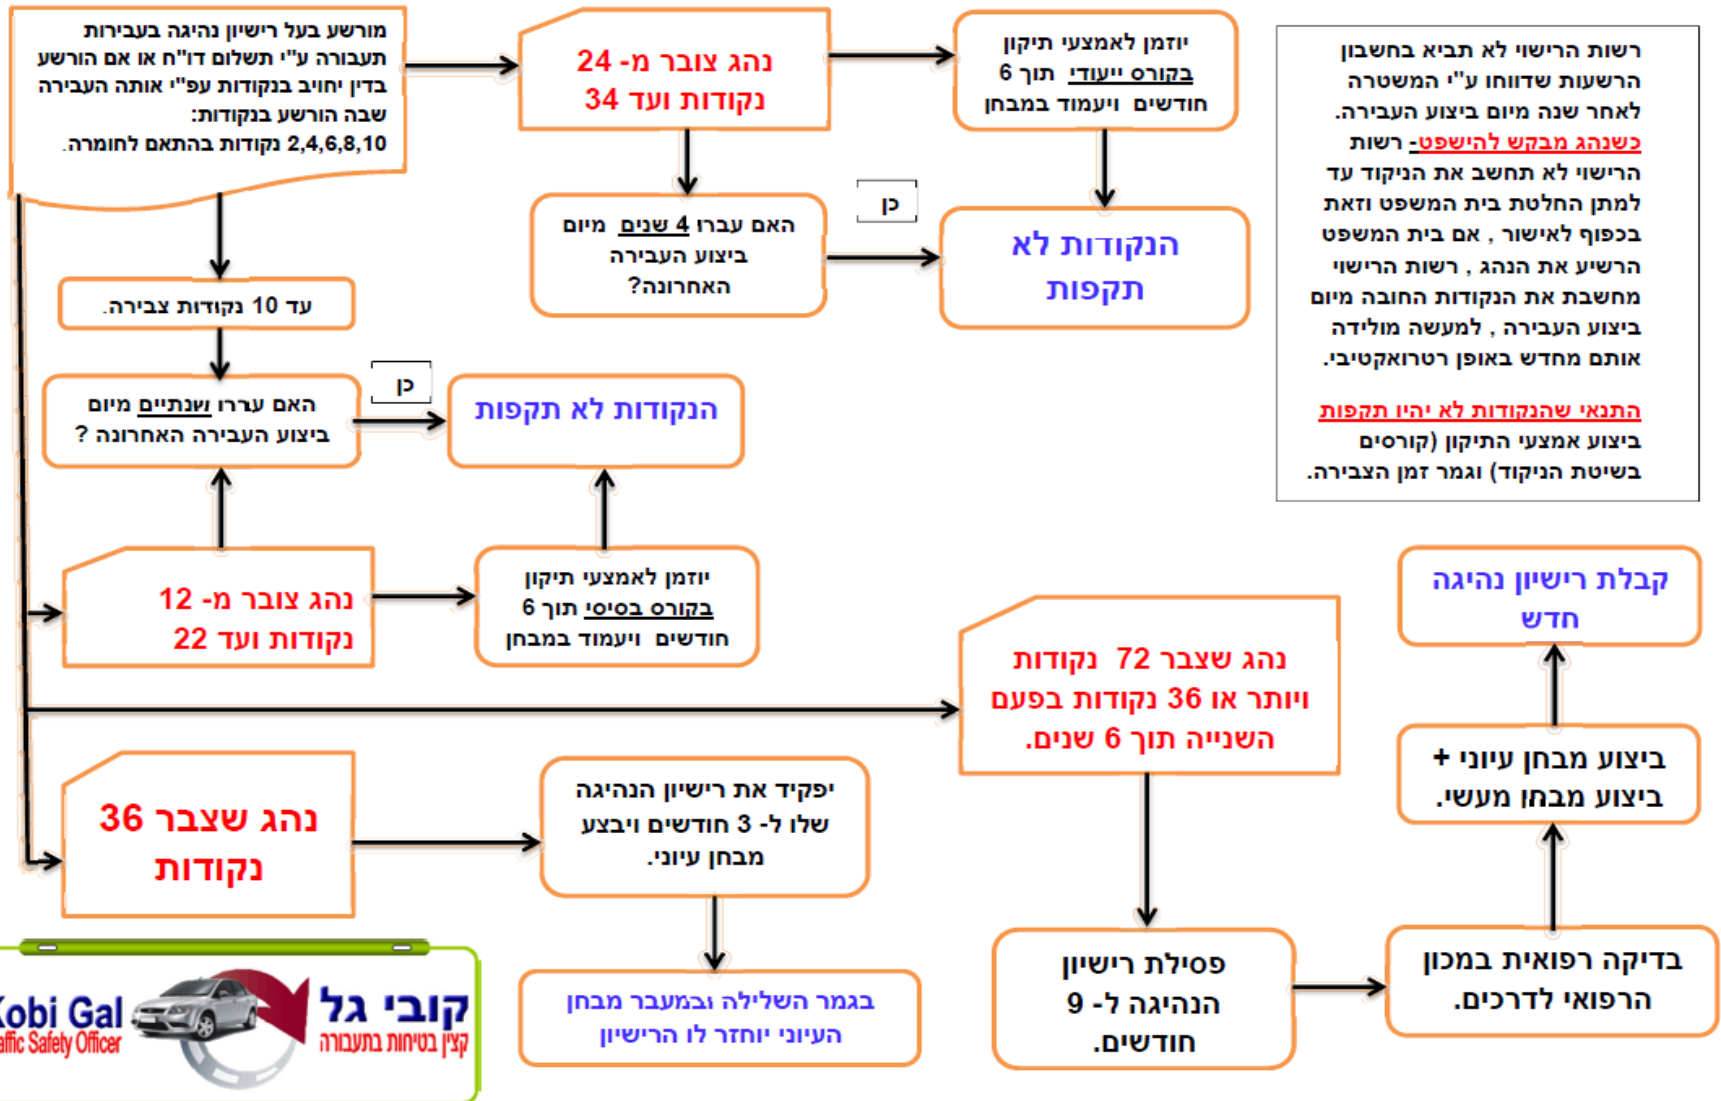 מורשע בעל רישיון נהיגה בעבירות
תעבורה ע"י תשלום דו"ח או אם הורשע
בדין יחויב בנקודות עפ"י אותה העבירה
שבה הורשע בנקודות:
2,4,6,8,10 נקודות בהתאם לחומרה.
נהג צובר מ- 24
נקודות ועד 34
יוזמן לאמצעי תיקון
בקורס ייעודי תוך 6
חודשים ויעמוד במבחן
רשות הרישוי לא תביא בחשבון
הרשעות שדווחו ע"י המשטרה
לאחר שנה מיום ביצוע העבירה.
כשנהג מבקש להישפט- רשות
הרישוי לא תחשב את הניקוד עד
למתן החלטת בית המשפט וזאת
בכפוף לאישור , אם בית המשפט
הרשיע את הנהג , רשות הרישוי
מחשבת את הנקודות החובה מיום
ביצוע העבירה , למעשה מולידה
אותם מחדש באופן רטרואקטיבי.
התנאי שהנקודות לא יהיו תקפות
ביצוע אמצעי התיקון (קורסים
בשיטת הניקוד) וגמר זמן הצבירה.
האם עברו 4 שנים מיום
ביצוע העבירה
האחרונה?
כן
הנקודות לא
תקפות
עד 10 נקודות צבירה.
האם עברו שנתיים מיום
ביצוע העבירה האחרונה ?
כן
הנקודות לא תקפות
נהג צובר מ- 12
נקודות ועד 22
יוזמן לאמצעי תיקון
בקורס בסיסי תוך 6
חודשים ויעמוד במבחן
נהג שצבר 72 נקודות
ויותר או 36 נקודות בפעם
השנייה תוך 6 שנים.
קבלת רישיון נהיגה
חדש
ביצוע מבחן עיוני +
ביצוע מבחן מעשי.
נהג שצבר 36
נקודות
יפקיד את רישיון הנהיגה
שלו ל- 3 חודשים ויבצע
מבחן עיוני.
בגמר השלילה ובמעבר מבחן
העיוני יוחזר לו הרישיון
פסילת רישיון
הנהיגה ל- 9
חודשים.
בדיקה רפואית במכון
הרפואי לדרכים.
קובי גל
קצין בטיחות בתעבורה
Kobi Gal
affic Safety Officer